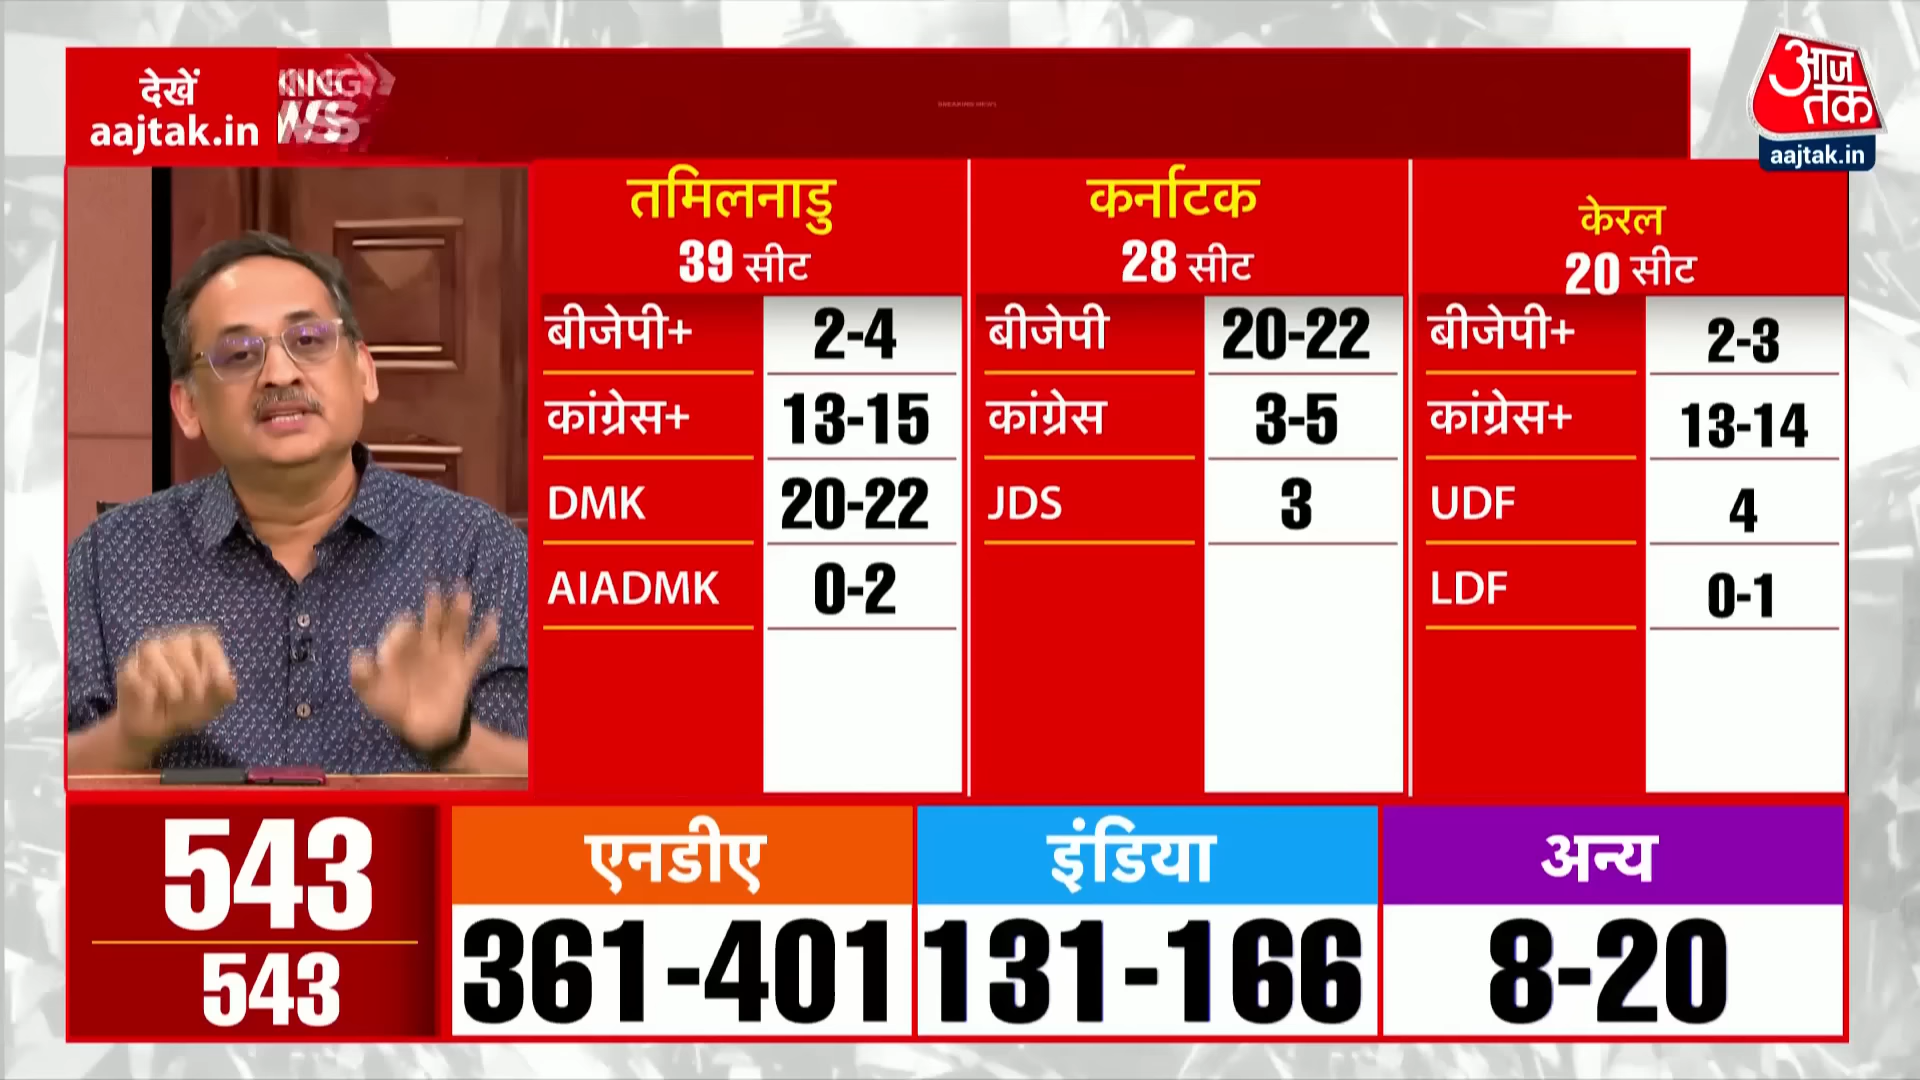 देखें
aajtak.in
BREAKING NEWS
आज
तक
aajtak.in
तमिलनाडु
39 सीट
बीजेपी+ 2-4
कांग्रेस+ 13-15
DMK 20-22
AIADMK 0-2
कर्नाटक
28 सीट
बीजेपी 20-22
कांग्रेस 3-5
JDS 3
केरल
20 सीट
बीजेपी+ 2-3
कांग्रेस+ 13-14
UDF 4
LDF 0-1
543
543
एनडीए
361-401
इंडिया
131-166
अन्य
8-20